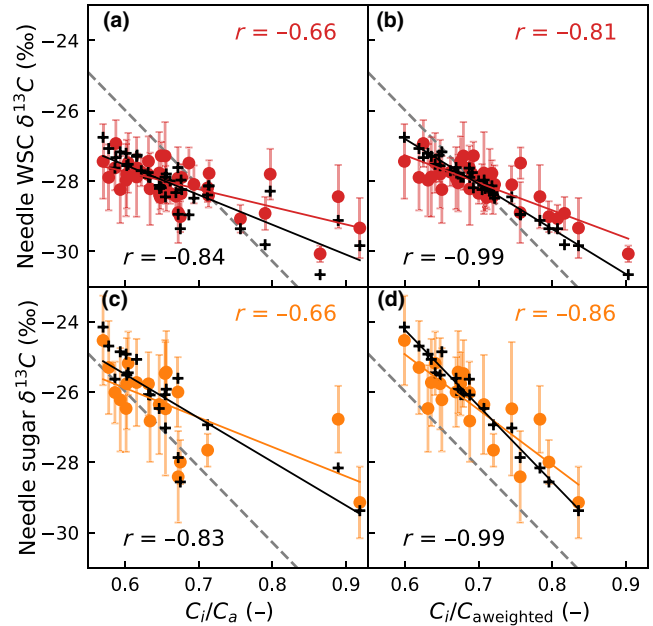 (a) r = −0.66
(b) r = −0.81
Needle WSC δ¹³C (‰)
−24
−26
−28
−30
r = −0.84
r = −0.99
(c) r = −0.66
(d) r = −0.86
Needle sugar δ¹³C (‰)
−24
−26
−28
−30
r = −0.83
r = −0.99
0.6 0.7 0.8 0.9 0.6 0.7 0.8 0.9
Cᵢ/Cₐ (–) Cᵢ/Cₐweighted (–)